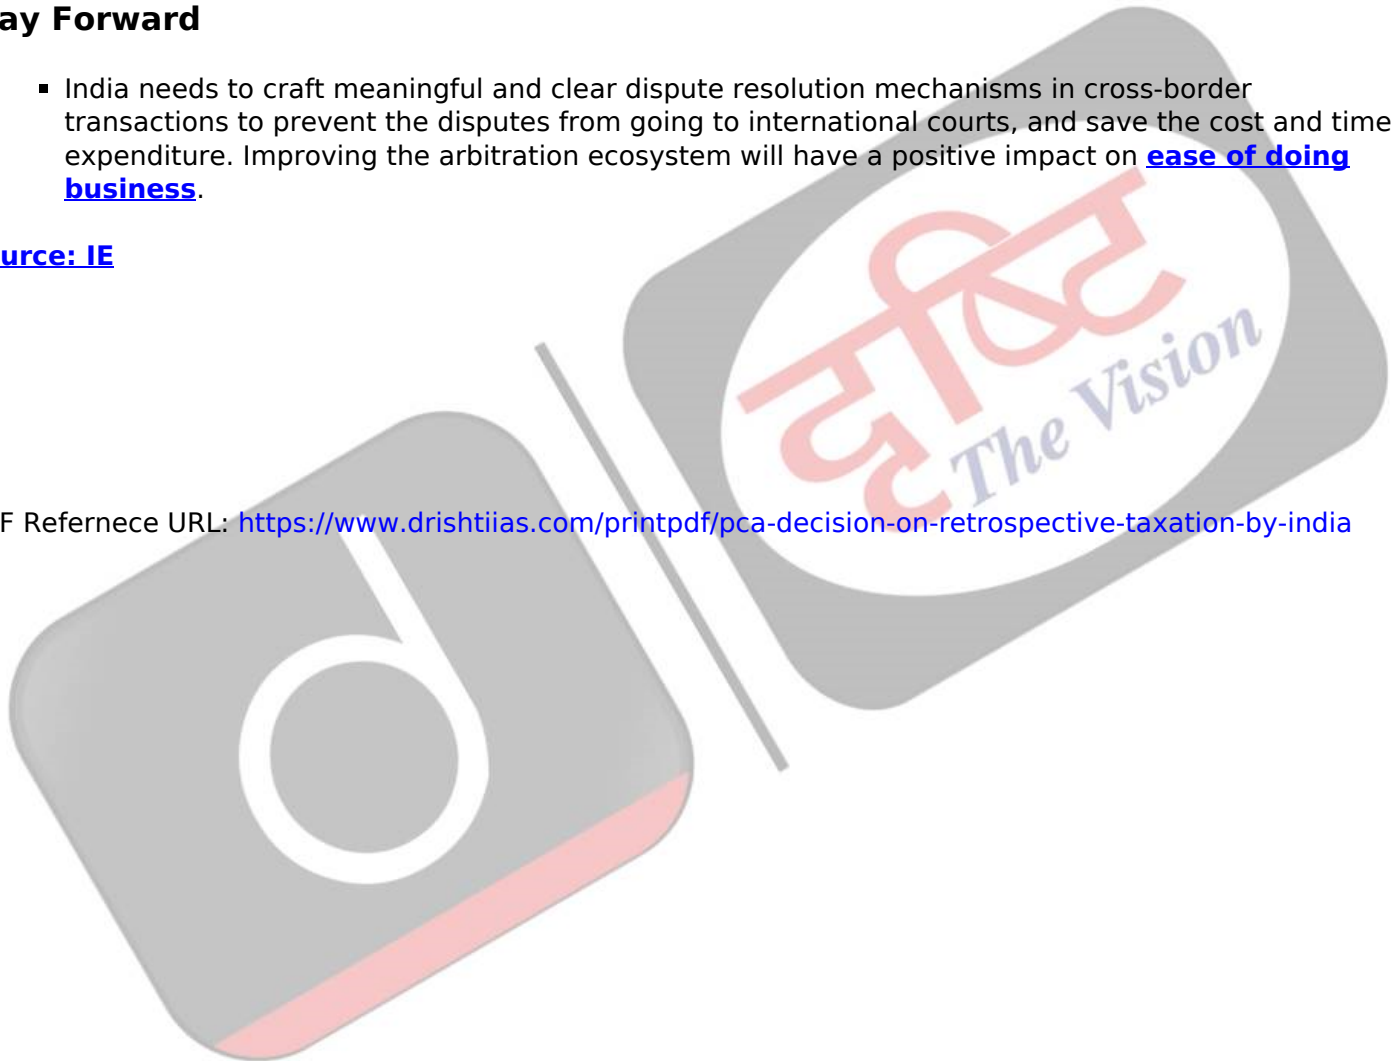 ay Forward
India needs to craft meaningful and clear dispute resolution mechanisms in cross-border
transactions to prevent the disputes from going to international courts, and save the cost and time
expenditure. Improving the arbitration ecosystem will have a positive impact on ease of doing
business.
urce: IE
दृष्टि
The Vision
F Refernece URL: https://www.drishtiias.com/printpdf/pca-decision-on-retrospective-taxation-by-india